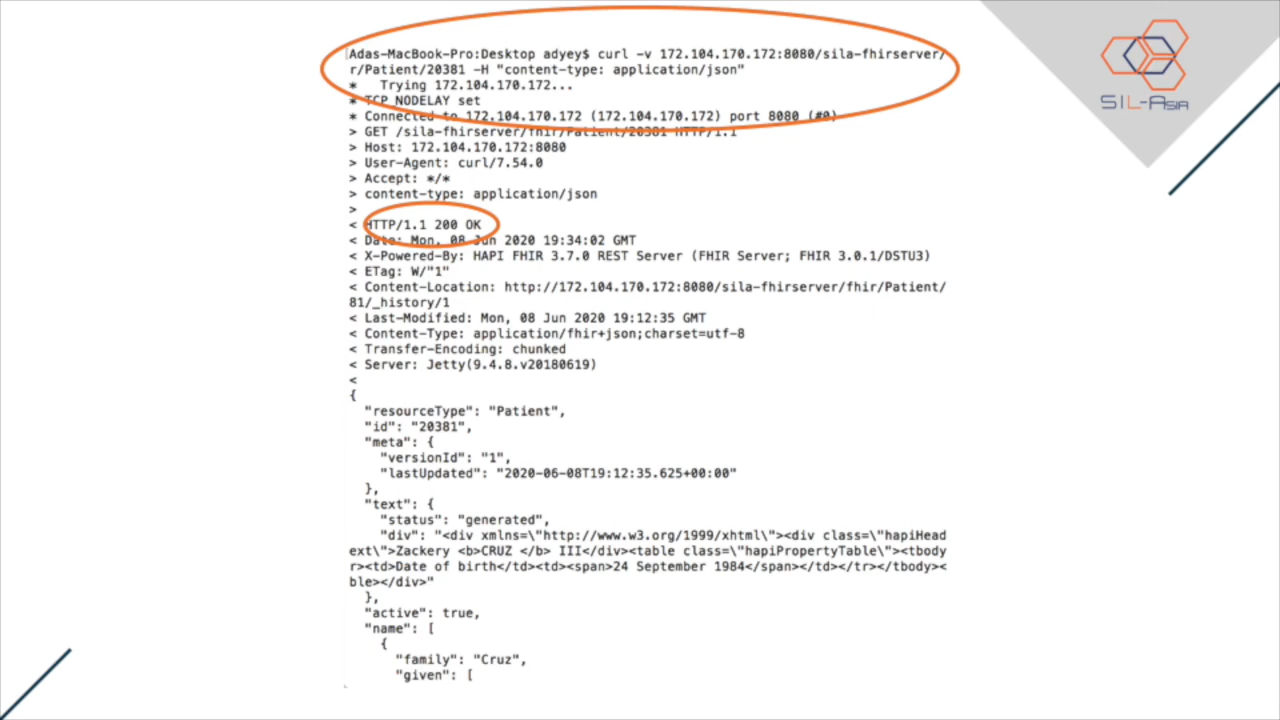 Adas-MacBook-Pro:Desktop adyey$ curl -v 172.104.170.172:8080/sila-fhirserver/
r/Patient/20381 -H "content-type: application/json"
*   Trying 172.104.170.172...
* TCP_NODELAY set
* Connected to 172.104.170.172 (172.104.170.172) port 8080 (#0)
> GET /sila-fhirserver/fhir/Patient/20381 HTTP/1.1
> Host: 172.104.170.172:8080
> User-Agent: curl/7.54.0
> Accept: */*
> content-type: application/json
>
< HTTP/1.1 200 OK
< Date: Mon, 08 Jun 2020 19:34:02 GMT
< X-Powered-By: HAPI FHIR 3.7.0 REST Server (FHIR Server; FHIR 3.0.1/DSTU3)
< ETag: W/"1"
< Content-Location: http://172.104.170.172:8080/sila-fhirserver/fhir/Patient/
81/_history/1
< Last-Modified: Mon, 08 Jun 2020 19:12:35 GMT
< Content-Type: application/fhir+json;charset=utf-8
< Transfer-Encoding: chunked
< Server: Jetty(9.4.8.v20180619)
<
{
  "resourceType": "Patient",
  "id": "20381",
  "meta": {
    "versionId": "1",
    "lastUpdated": "2020-06-08T19:12:35.625+00:00"
  },
  "text": {
    "status": "generated",
    "div": "<div xmlns=\"http://www.w3.org/1999/xhtml\"><div class=\"hapiHead
ext\">Zackery <b>CRUZ </b> III</div><table class=\"hapiPropertyTable\"><tbody
r><td>Date of birth</td><td><span>24 September 1984</span></td></tr></tbody><
ble></div>"
  },
  "active": true,
  "name": [
    {
      "family": "Cruz",
      "given": [
SIL-ASIA